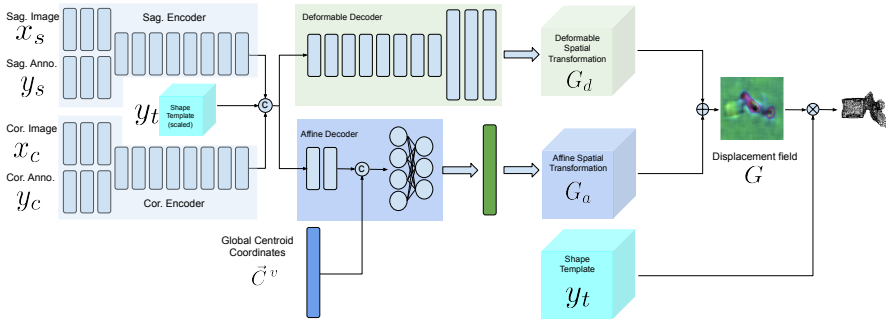 Sag. Image
x_s
Sag. Anno.
y_s
Sag. Encoder
y_t
Shape
Template
(scaled)
C
Cor. Image
x_c
Cor. Anno.
y_c
Cor. Encoder
Deformable Decoder
Affine Decoder
C
Global Centroid
Coordinates
\vec{C}^v
Deformable
Spatial
Transformation
G_d
Affine Spatial
Transformation
G_a
Shape
Template
y_t
Displacement field
G